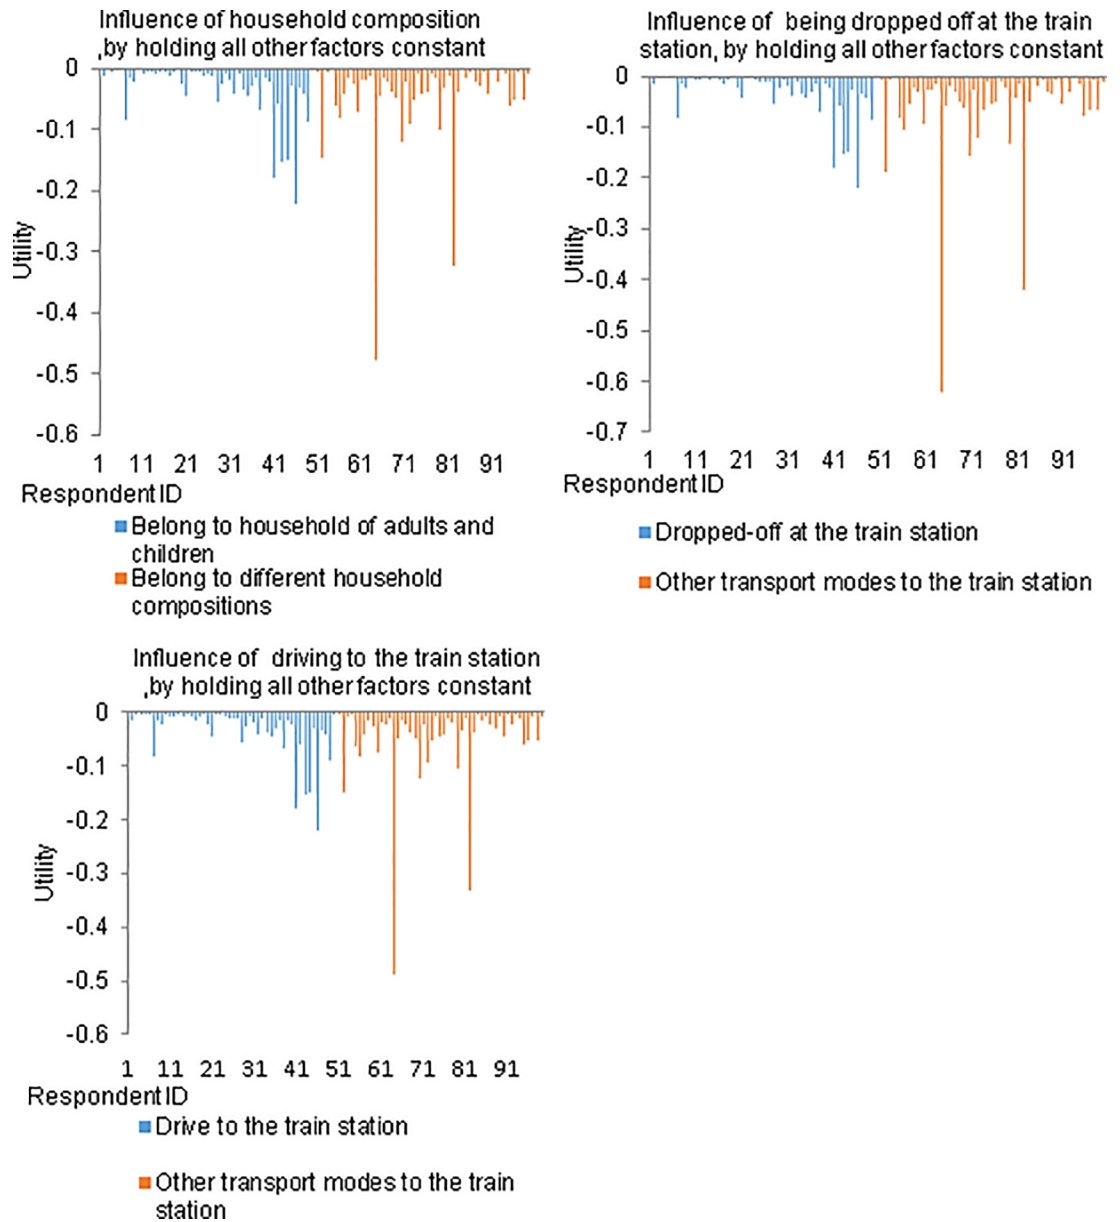 Influence of household composition
,by holding all other factors constant
0
-0.1
-0.2
-0.3
-0.4
-0.5
-0.6
Utility
1 11 21 31 41 51 61 71 81 91
Respondent ID
Belong to household of adults and
children
Belong to different household
compositions
Influence of being dropped off at the train
station, by holding all other factors constant
0
-0.1
-0.2
-0.3
-0.4
-0.5
-0.6
-0.7
Utility
1 11 21 31 41 51 61 71 81 91
Respondent ID
Dropped-off at the train station
Other transport modes to the train station
Influence of driving to the train station
,by holding all other factors constant
0
-0.1
-0.2
-0.3
-0.4
-0.5
-0.6
Utility
1 11 21 31 41 51 61 71 81 91
Respondent ID
Drive to the train station
Other transport modes to the train
station